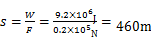 s = W/F = 9.2×10⁶J / 0.2×10⁵N = 460m